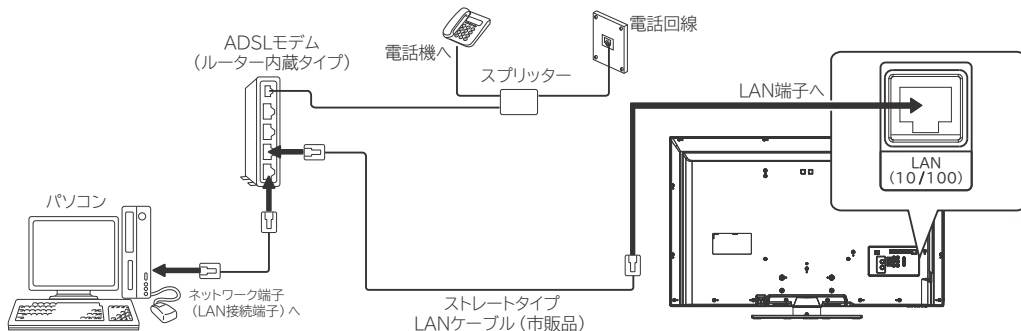 ADSLモデム
（ルーター内蔵タイプ）
電話機へ
電話回線
スプリッター
LAN端子へ
LAN
(10/100)
パソコン
ネットワーク端子
（LAN接続端子）へ
ストレートタイプ
LANケーブル（市販品）